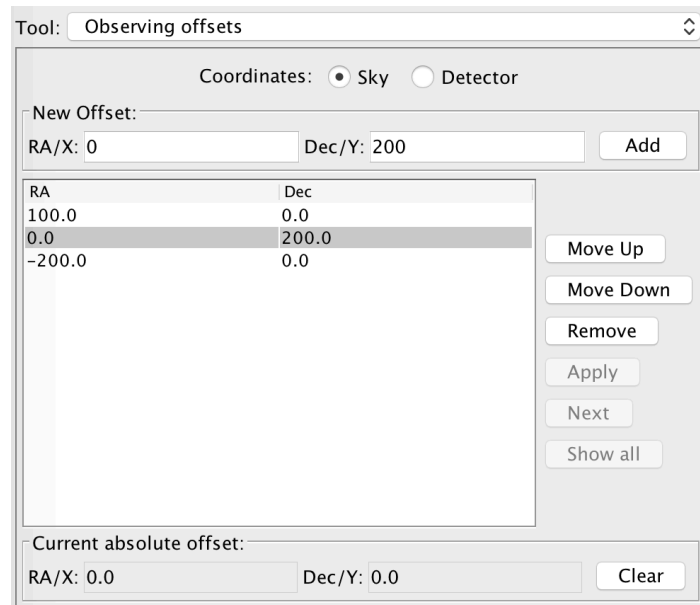 Tool: Observing offsets
Coordinates: Sky Detector
New Offset:
RA/X: 0 Dec/Y: 200 Add
RA Dec
100.0 0.0
0.0 200.0
-200.0 0.0
Move Up
Move Down
Remove
Apply
Next
Show all
Current absolute offset:
RA/X: 0.0 Dec/Y: 0.0 Clear